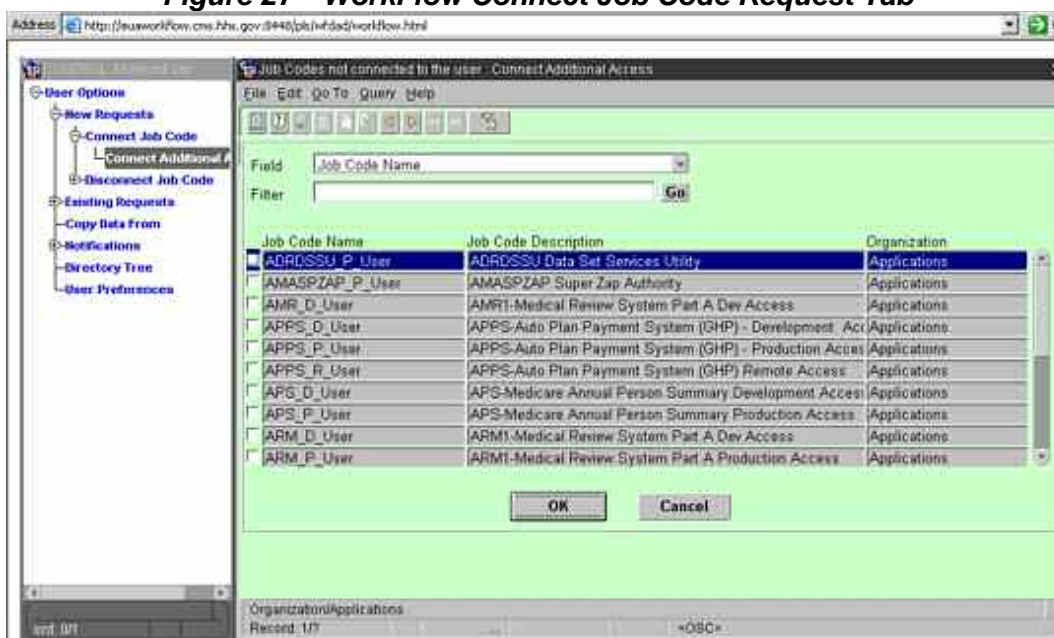 Figure 27 – WorkFlow Connect Job Code Request Tab
Address http://euaworkflow.cms.hhs.gov:8448/pls/wfdad/workflow.html
Job Codes not connected to the user : Connect Additional Access
File Edit Go To Query Help
User Options
New Requests
Connect Job Code
Connect Additional A
Disconnect Job Code
Existing Requests
Copy Data From
Notifications
Directory Tree
User Preferences
Field Job Code Name
Filter Go
Job Code Name Job Code Description Organization
ADRDSSU_P_User ADRDSSU Data Set Services Utility Applications
AMASPZAP_P_User AMASPZAP Super Zap Authority Applications
AMR_D_User AMR1-Medical Review System Part A Dev Access Applications
APPS_D_User APPS-Auto Plan Payment System (GHP) - Development Acc Applications
APPS_P_User APPS-Auto Plan Payment System (GHP) - Production Acces Applications
APPS_R_User APPS-Auto Plan Payment System (GHP) Remote Access Applications
APS_D_User APS-Medicare Annual Person Summary Development Access Applications
APS_P_User APS-Medicare Annual Person Summary Production Access Applications
ARM_D_User ARM1-Medical Review System Part A Dev Access Applications
ARM_P_User ARM1-Medical Review System Part A Production Access Applications
OK Cancel
Organization/Applications
Record: 1/? ... <OSC>